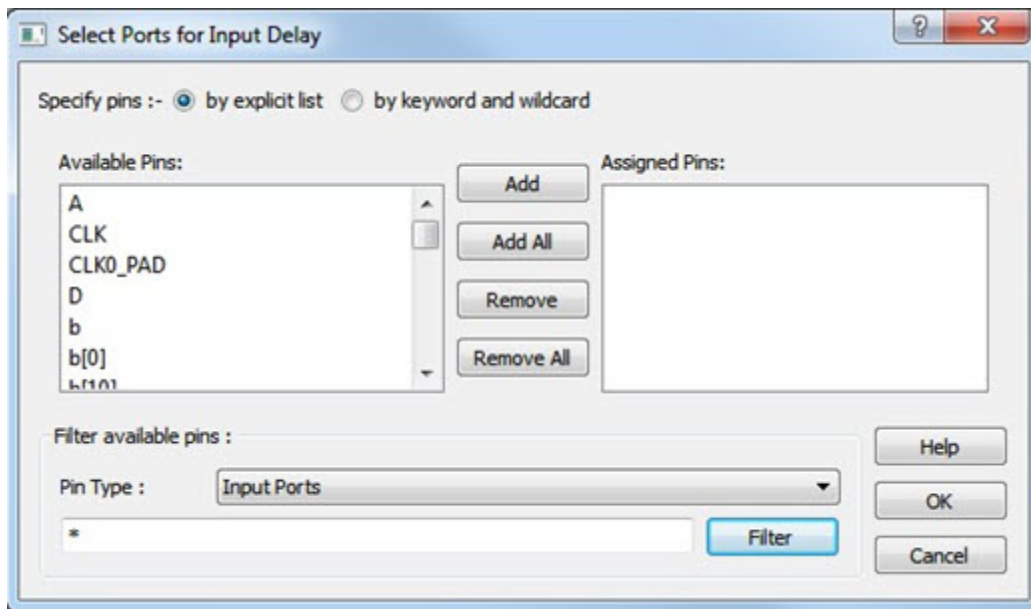 Select Ports for Input Delay
Specify pins :- by explicit list by keyword and wildcard
Available Pins:
A
CLK
CLK0_PAD
D
b
b[0]
b[10]
Add
Add All
Remove
Remove All
Assigned Pins:
Filter available pins :
Pin Type : Input Ports
*
Filter
Help
OK
Cancel